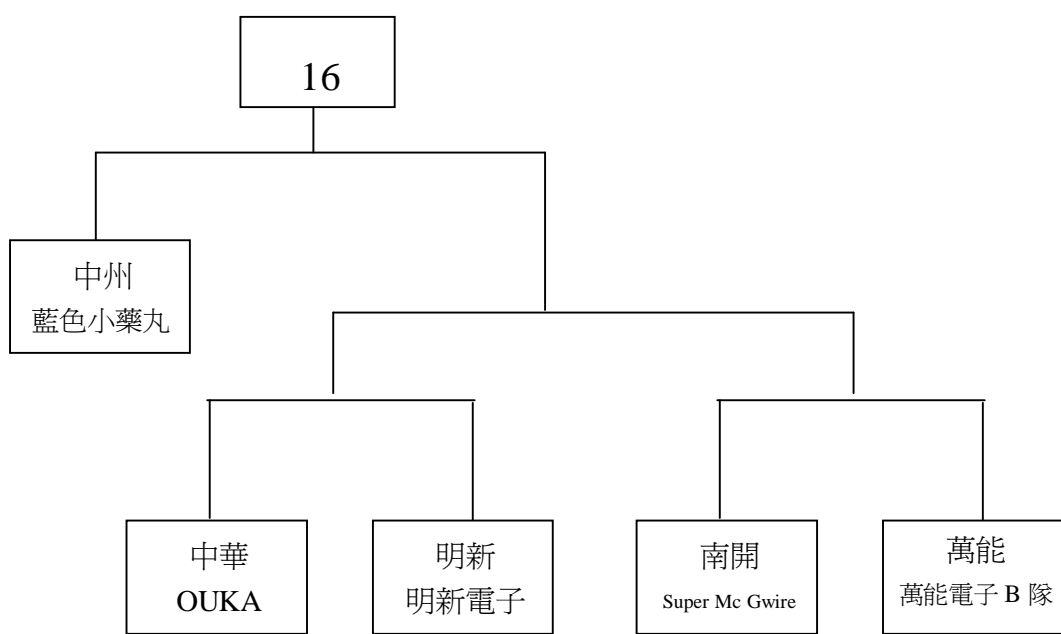 16
中州
藍色小藥丸
中華
OUKA
明新
明新電子
南開
Super Mc Gwire
萬能
萬能電子 B 隊